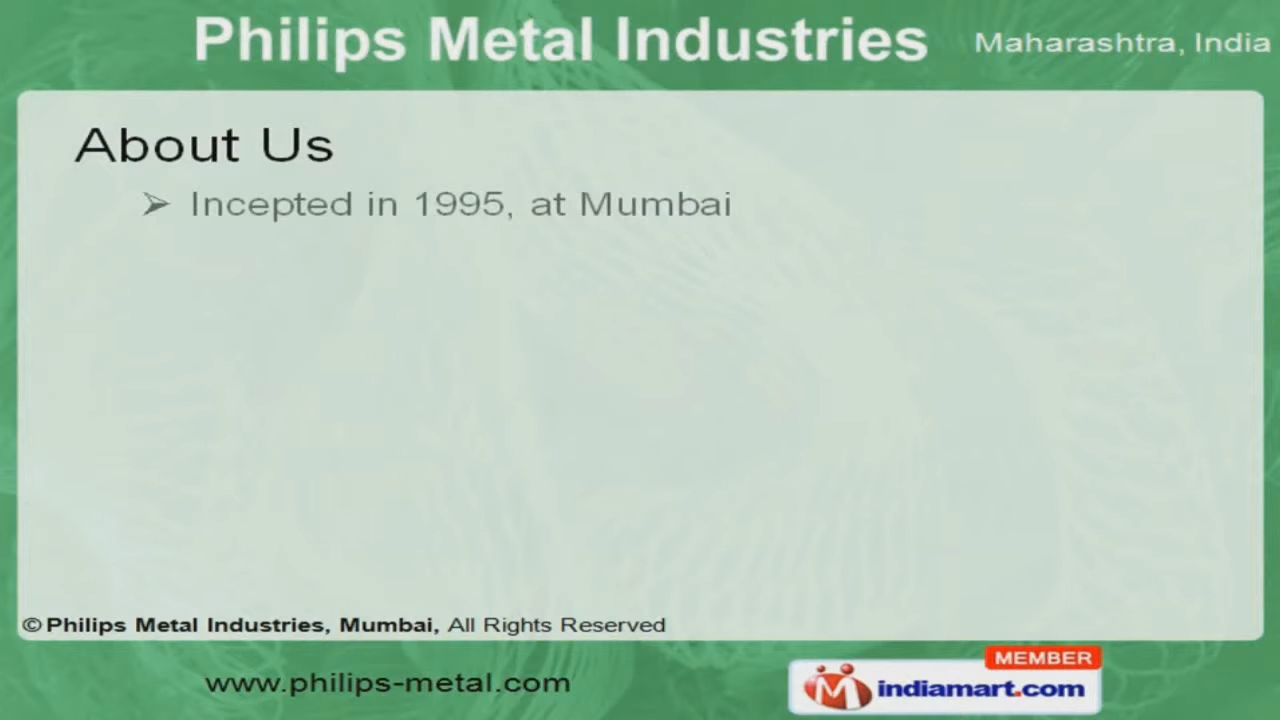 Philips Metal Industries
Maharashtra, India
About Us
➢ Incepted in 1995, at Mumbai
© Philips Metal Industries, Mumbai, All Rights Reserved
www.philips-metal.com
MEMBER
indiamart.com